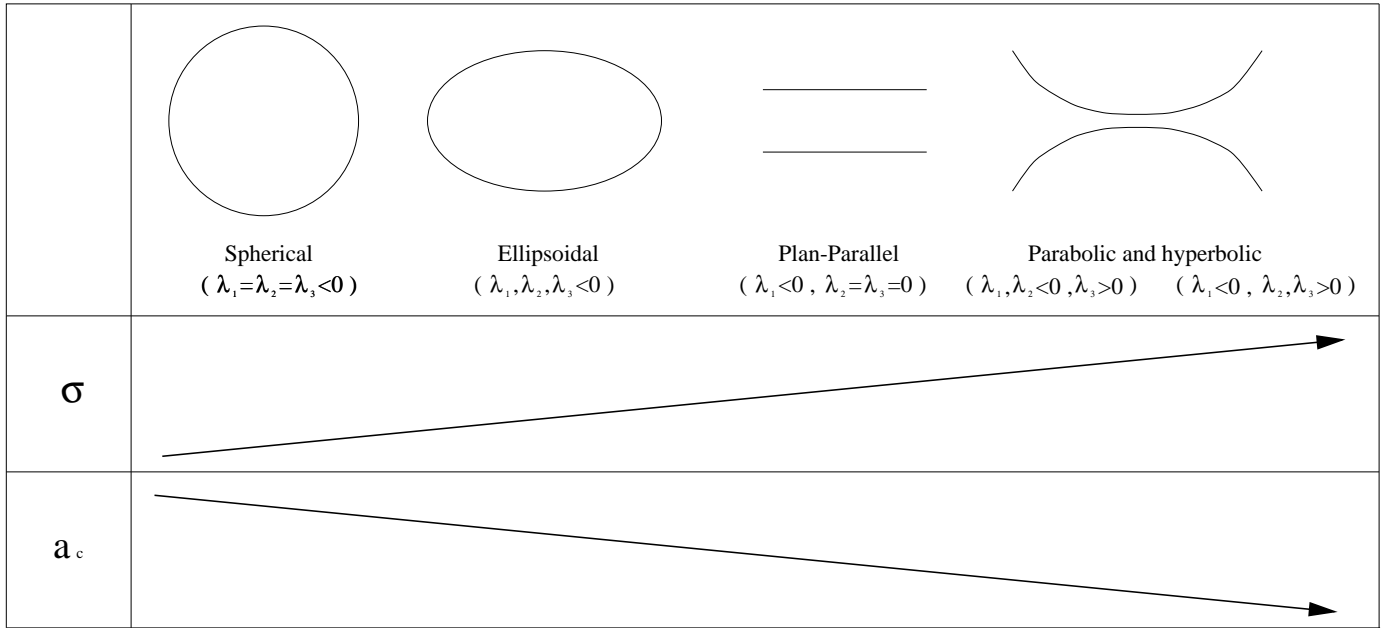 Spherical Ellipsoidal Plan-Parallel Parabolic and hyperbolic
( λ₁=λ₂=λ₃<0 ) ( λ₁,λ₂,λ₃<0 ) ( λ₁<0 , λ₂=λ₃=0 ) ( λ₁,λ₂<0 ,λ₃>0 ) ( λ₁<0 , λ₂,λ₃>0 )
σ
a c